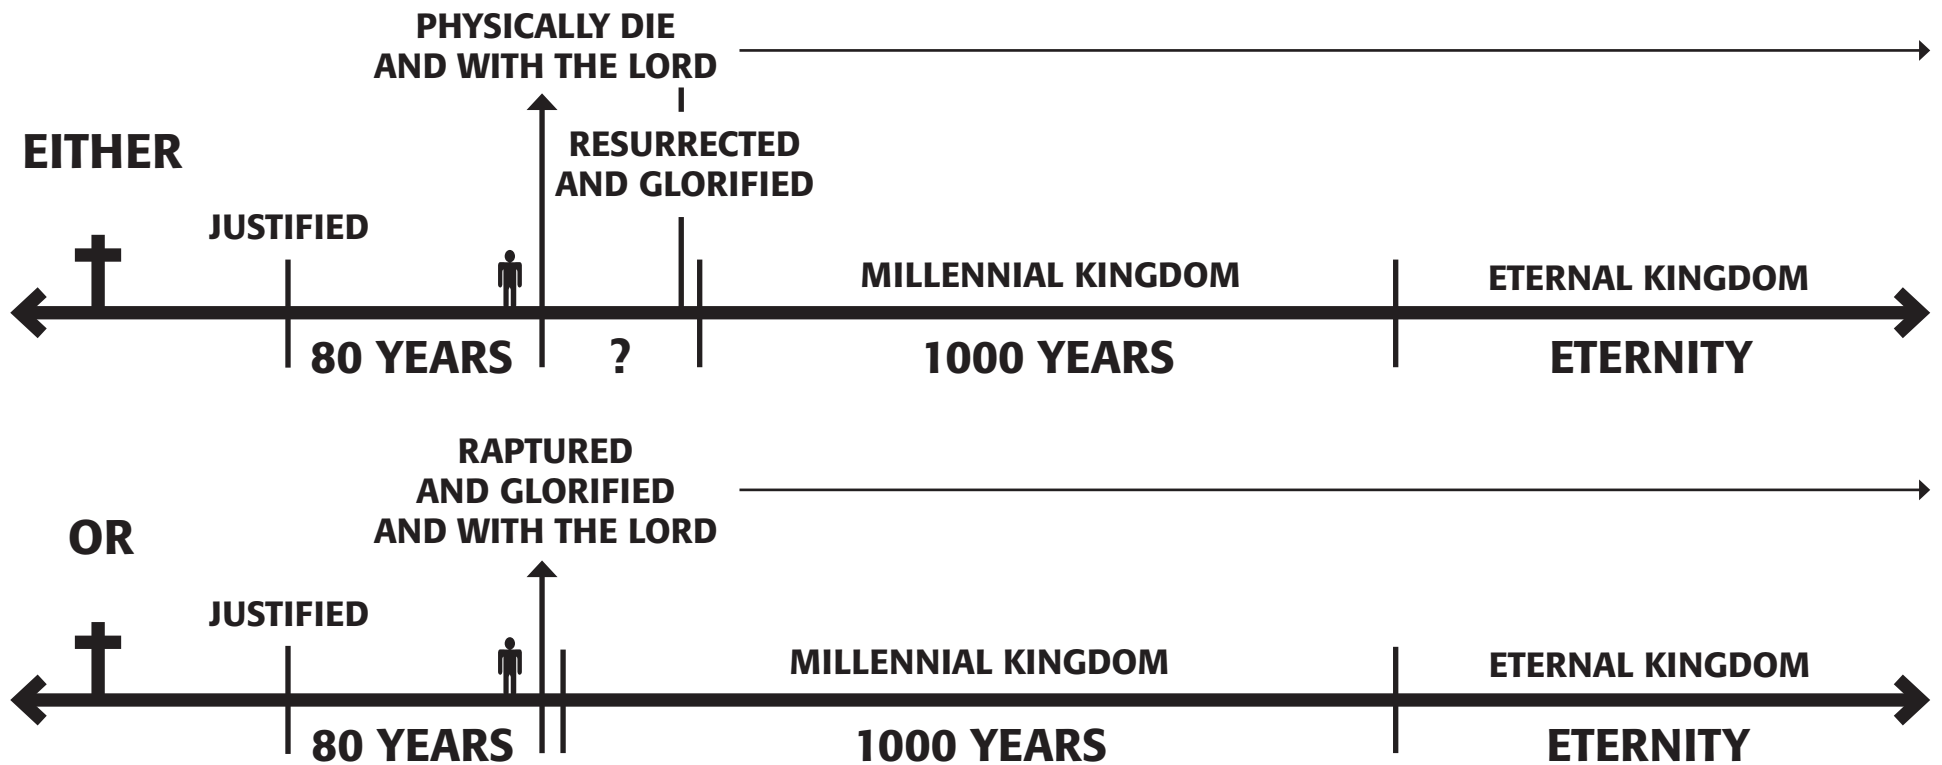 PHYSICALLY DIE
AND WITH THE LORD
EITHER
RESURRECTED
AND GLORIFIED
JUSTIFIED
MILLENNIAL KINGDOM
ETERNAL KINGDOM
80 YEARS
?
1000 YEARS
ETERNITY
RAPTURED
AND GLORIFIED
AND WITH THE LORD
OR
JUSTIFIED
MILLENNIAL KINGDOM
ETERNAL KINGDOM
80 YEARS
1000 YEARS
ETERNITY